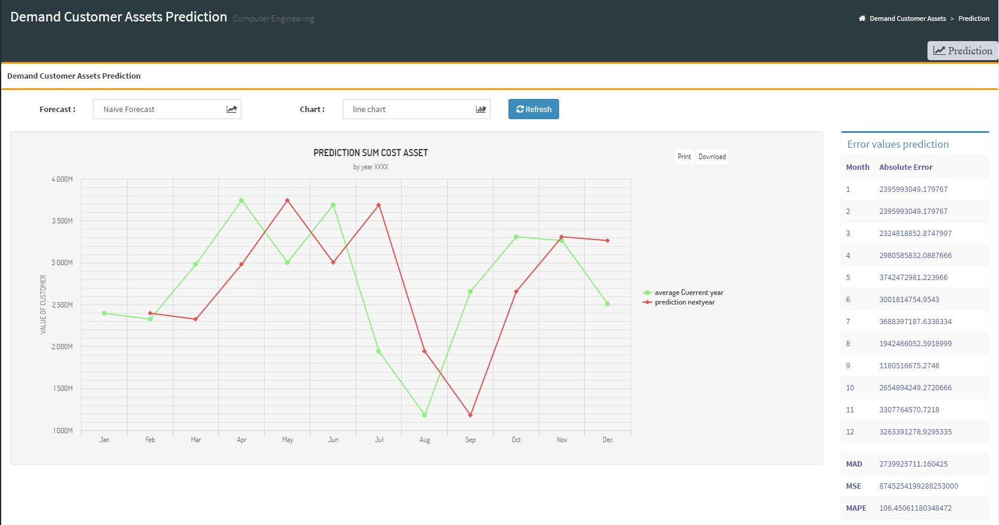 Demand Customer Assets Prediction Computer Engineering
Demand Customer Assets > Prediction
Prediction
Demand Customer Assets Prediction
Forecast : Naive Forecast Chart : line chart Refresh
PREDICTION SUM COST ASSET
by year XXXX
Print Download
VALUE OF CUSTOMER
4 000M
3 500M
3 000M
2 500M
2 000M
1 500M
1 000M
Jan Feb Mar Apr May Jun Jul Aug Sep Oct Nov Dec
average Cuerrent year
prediction nextyear
Error values prediction
Month Absolute Error
1 2395993049.179767
2 2395993049.179767
3 2324818852.8747997
4 2980585832.0887666
5 3742472981.223966
6 3001814754.9543
7 3688397187.6338334
8 1942466052.5918999
9 1180516675.2746
10 2654894249.2720666
11 3307764570.7218
12 3263391278.9295335
MAD 2739925711.160425
MSE 8745254199288253000
MAPE 106.45061180348472